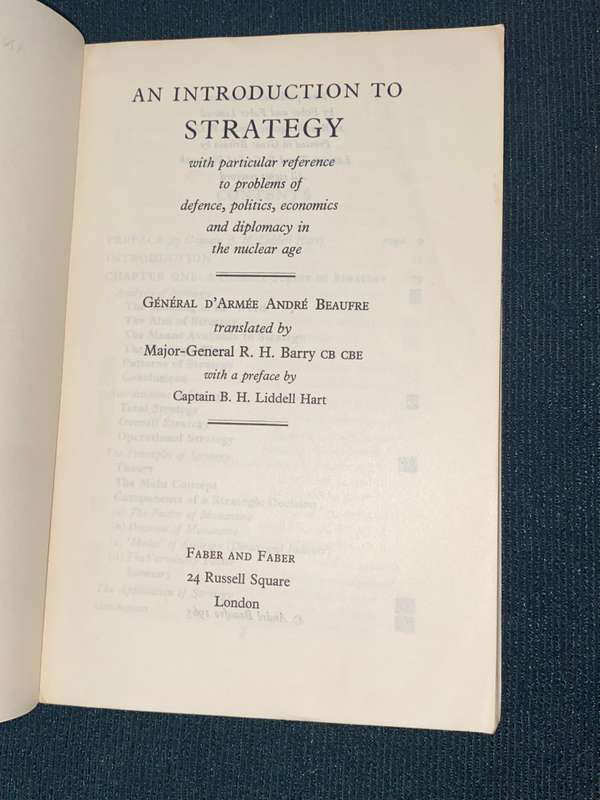 AN INTRODUCTION TO
STRATEGY
with particular reference
to problems of
defence, politics, economics
and diplomacy in
the nuclear age
GÉNÉRAL D'ARMÉE ANDRÉ BEAUFRE
translated by
Major-General R. H. Barry CB CBE
with a preface by
Captain B. H. Liddell Hart
FABER AND FABER
24 Russell Square
London